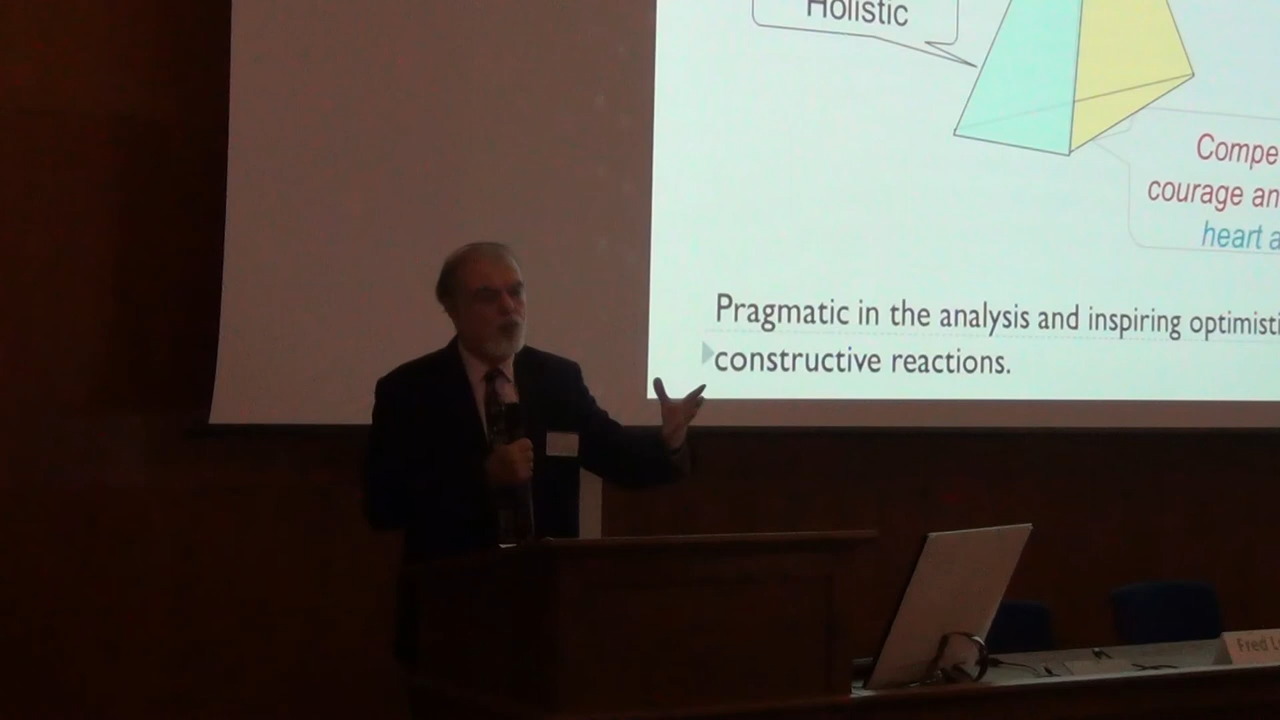 Holistic
Compe
courage an
heart a
Pragmatic in the analysis and inspiring optimisti
constructive reactions.
Fred L